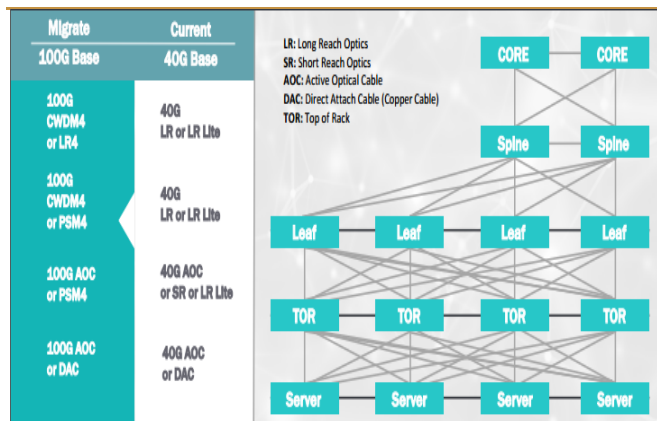 Migrate
100G Base
100G
CWDM4
or LR4
100G
CWDM4
or PSM4
100G AOC
or PSM4
100G AOC
or DAC
Current
40G Base
40G
LR or LR Lite
40G
LR or LR Lite
40G AOC
or SR or LR Lite
40G AOC
or DAC
LR: Long Reach Optics
SR: Short Reach Optics
AOC: Active Optical Cable
DAC: Direct Attach Cable (Copper Cable)
TOR: Top of Rack
CORE CORE
Spine Spine
Leaf Leaf Leaf Leaf
TOR TOR TOR TOR
Server Server Server Server